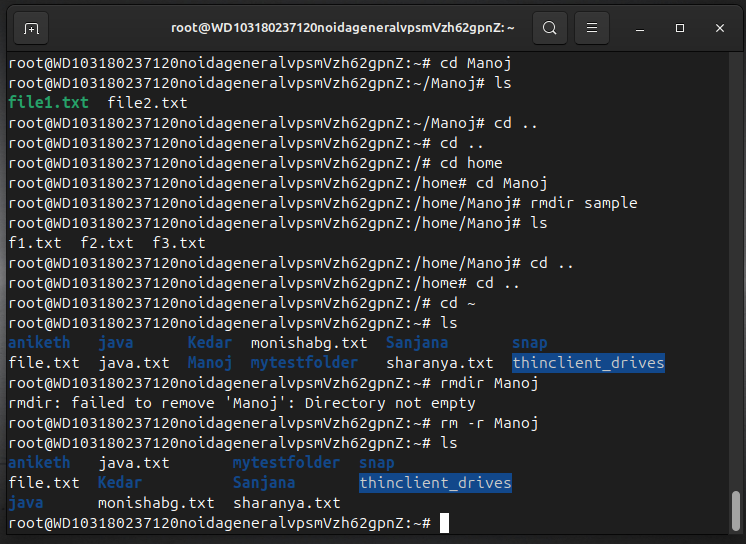 root@WD103180237120noidageneralvpsmVzh62gpnZ: ~
root@WD103180237120noidageneralvpsmVzh62gpnZ:~# cd Manoj
root@WD103180237120noidageneralvpsmVzh62gpnZ:~/Manoj# ls
file1.txt  file2.txt
root@WD103180237120noidageneralvpsmVzh62gpnZ:~/Manoj# cd ..
root@WD103180237120noidageneralvpsmVzh62gpnZ:~# cd ..
root@WD103180237120noidageneralvpsmVzh62gpnZ:/# cd home
root@WD103180237120noidageneralvpsmVzh62gpnZ:/home# cd Manoj
root@WD103180237120noidageneralvpsmVzh62gpnZ:/home/Manoj# rmdir sample
root@WD103180237120noidageneralvpsmVzh62gpnZ:/home/Manoj# ls
f1.txt  f2.txt  f3.txt
root@WD103180237120noidageneralvpsmVzh62gpnZ:/home/Manoj# cd ..
root@WD103180237120noidageneralvpsmVzh62gpnZ:/home# cd ..
root@WD103180237120noidageneralvpsmVzh62gpnZ:/# cd ~
root@WD103180237120noidageneralvpsmVzh62gpnZ:~# ls
aniketh   java      Kedar  monishabg.txt  Sanjana       snap
file.txt  java.txt  Manoj  mytestfolder   sharanya.txt  thinclient_drives
root@WD103180237120noidageneralvpsmVzh62gpnZ:~# rmdir Manoj
rmdir: failed to remove 'Manoj': Directory not empty
root@WD103180237120noidageneralvpsmVzh62gpnZ:~# rm -r Manoj
root@WD103180237120noidageneralvpsmVzh62gpnZ:~# ls
aniketh   java.txt       mytestfolder  snap
file.txt  Kedar          Sanjana       thinclient_drives
java      monishabg.txt  sharanya.txt
root@WD103180237120noidageneralvpsmVzh62gpnZ:~#